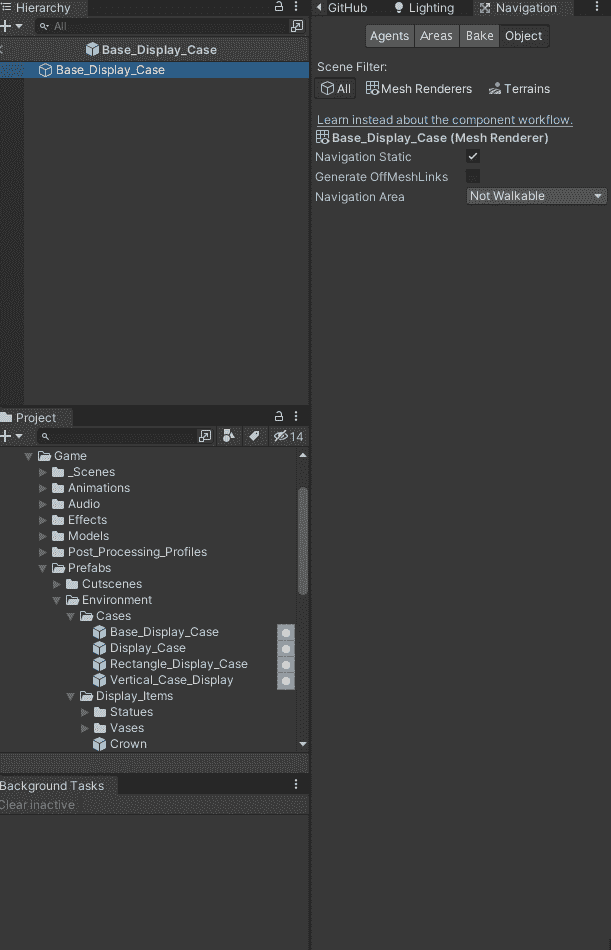 Hierarchy
All
Base_Display_Case
Base_Display_Case
Project
14
Game
_Scenes
Animations
Audio
Effects
Models
Post_Processing_Profiles
Prefabs
Cutscenes
Environment
Cases
Base_Display_Case
Display_Case
Rectangle_Display_Case
Vertical_Case_Display
Display_Items
Statues
Vases
Crown
Background Tasks
Clear inactive
GitHub Lighting Navigation
Agents Areas Bake Object
Scene Filter:
All Mesh Renderers Terrains
Learn instead about the component workflow.
Base_Display_Case (Mesh Renderer)
Navigation Static
Generate OffMeshLinks
Navigation Area Not Walkable